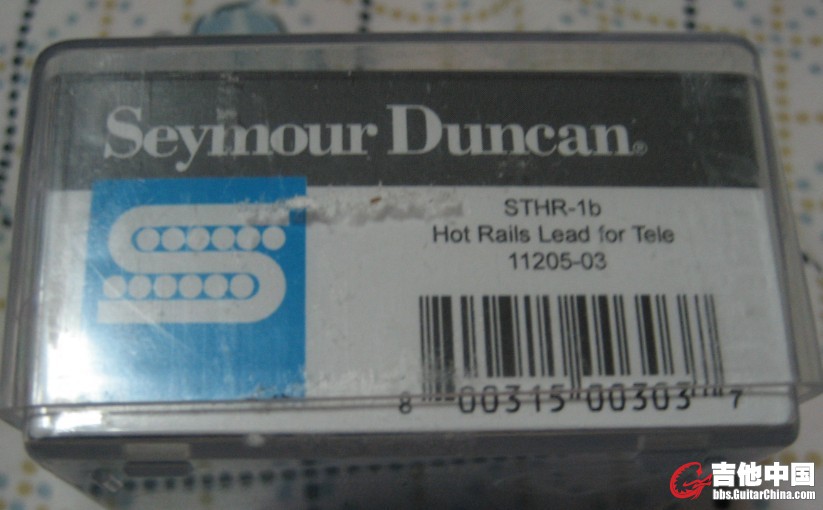 Seymour Duncan®
STHR-1b
Hot Rails Lead for Tele
11205-03
8 00315 00303 7
吉他中国
bbs.GuitarChina.com